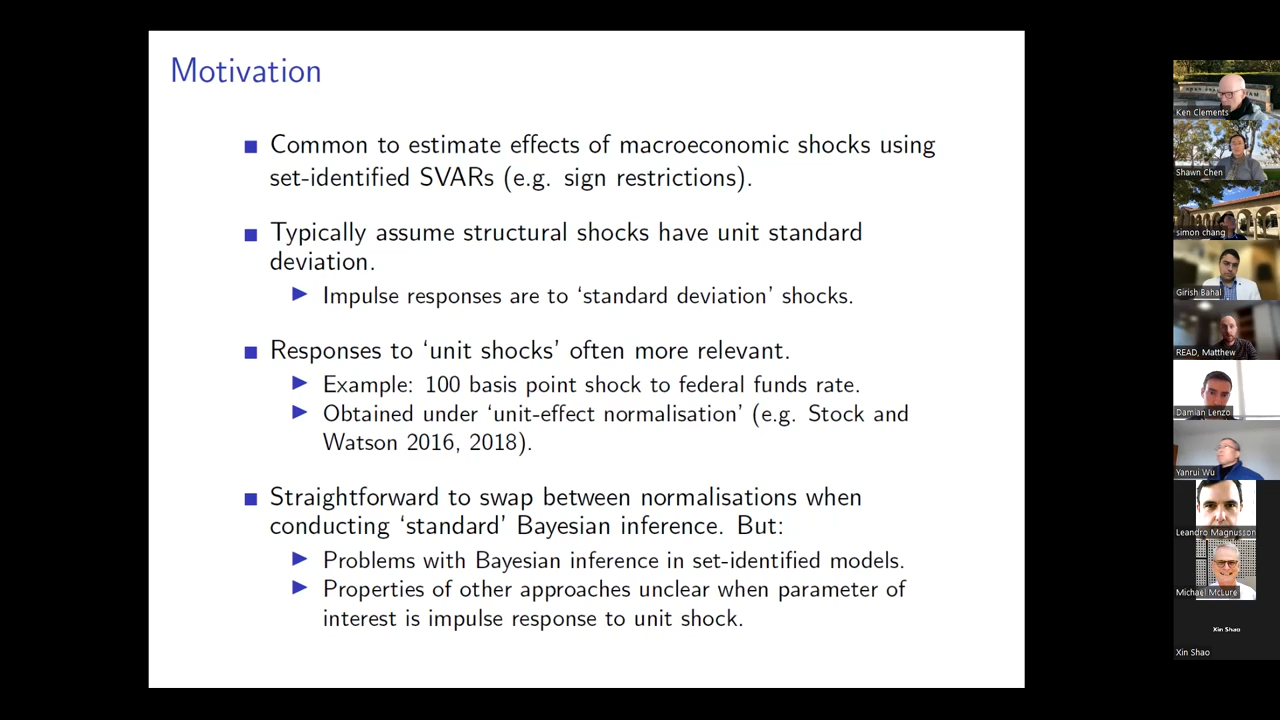 Motivation
Common to estimate effects of macroeconomic shocks using
set-identified SVARs (e.g. sign restrictions).
Typically assume structural shocks have unit standard
deviation.
Impulse responses are to ‘standard deviation’ shocks.
Responses to ‘unit shocks’ often more relevant.
Example: 100 basis point shock to federal funds rate.
Obtained under ‘unit-effect normalisation’ (e.g. Stock and
Watson 2016, 2018).
Straightforward to swap between normalisations when
conducting ‘standard’ Bayesian inference. But:
Problems with Bayesian inference in set-identified models.
Properties of other approaches unclear when parameter of
interest is impulse response to unit shock.
Ken Clements
Shawn Chen
simon chang
Girish Bahal
READ, Matthew
Damian Lenzo
Yanrui Wu
Leandro Magnusson
Michael McLure
Xin Shao
Xin Shao